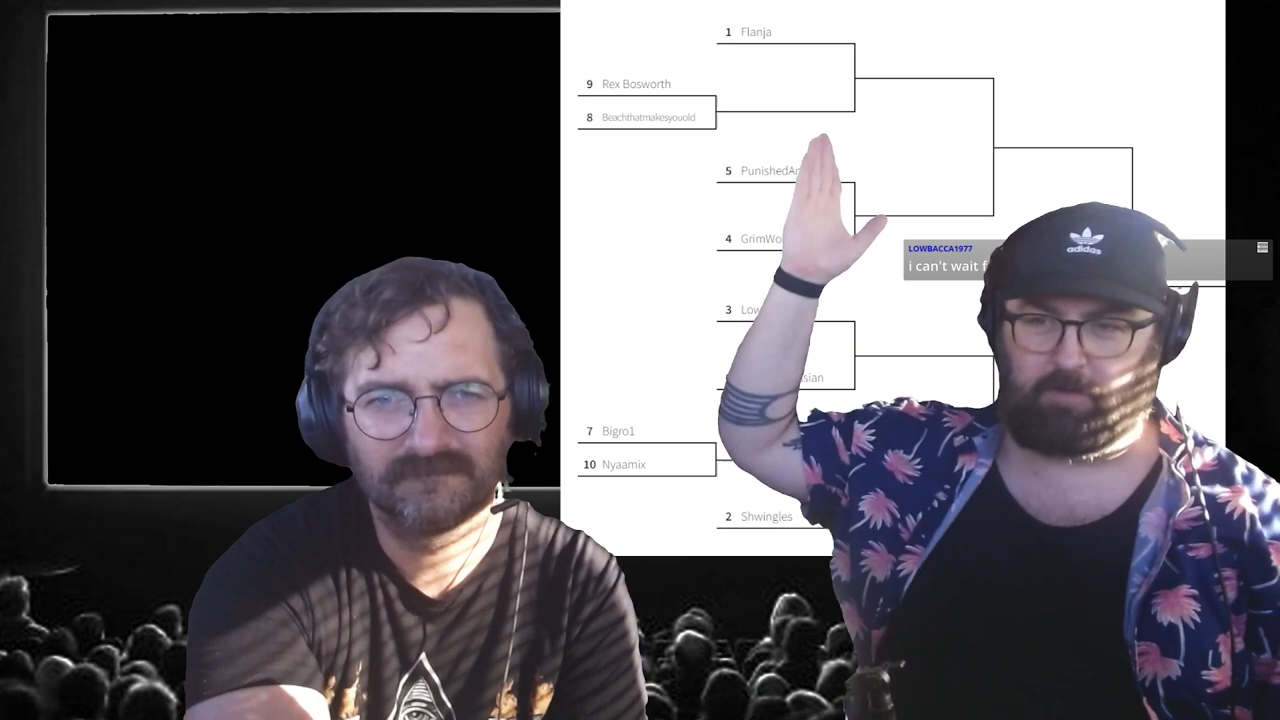 1 Flanja
9 Rex Bosworth
8 Beachthatmakesyouold
5
4
LOWBACCA1977
i can't wait
adidas
3
7 Bigro1
10 Nyaamix
2 Shwingles